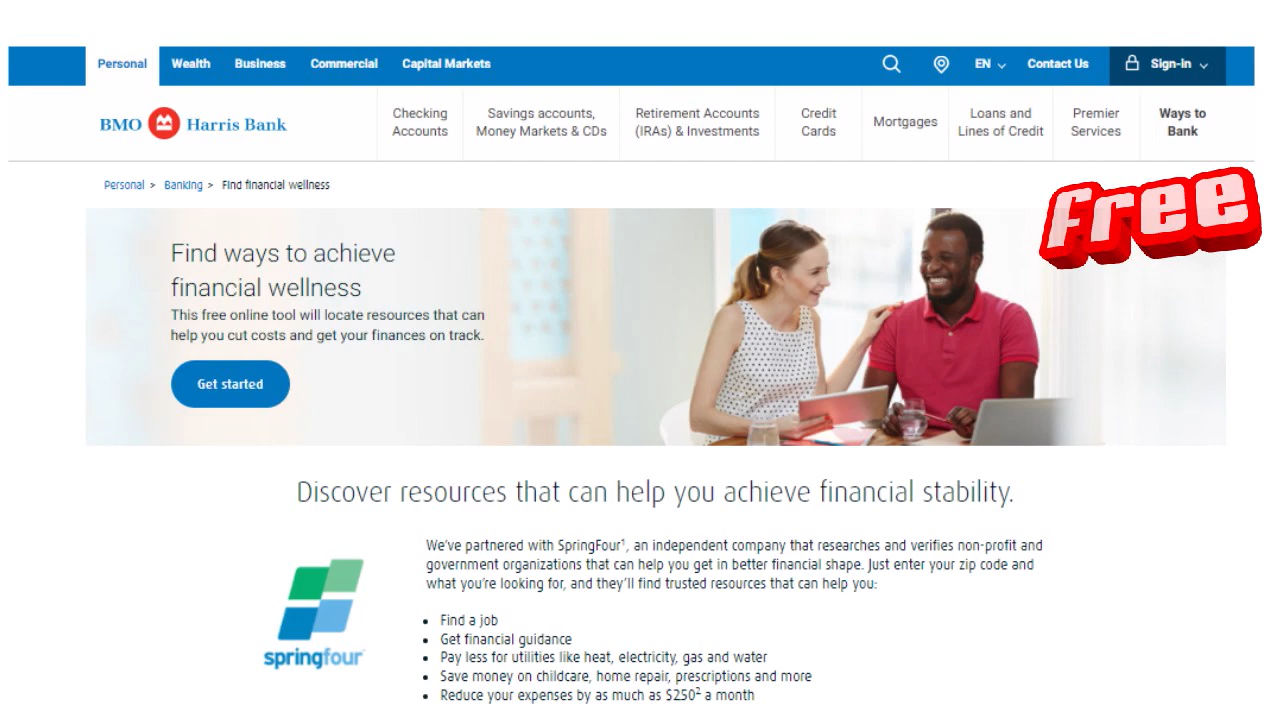 Personal Wealth Business Commercial Capital Markets EN Contact Us Sign-in
BMO Harris Bank
Checking Accounts
Savings accounts, Money Markets & CDs
Retirement Accounts (IRAs) & Investments
Credit Cards
Mortgages
Loans and Lines of Credit
Premier Services
Ways to Bank
Personal > Banking > Find financial wellness
free
Find ways to achieve
financial wellness
This free online tool will locate resources that can
help you cut costs and get your finances on track.
Get started
Discover resources that can help you achieve financial stability.
springfour
We've partnered with SpringFour¹, an independent company that researches and verifies non-profit and
government organizations that can help you get in better financial shape. Just enter your zip code and
what you're looking for, and they'll find trusted resources that can help you:
• Find a job
• Get financial guidance
• Pay less for utilities like heat, electricity, gas and water
• Save money on childcare, home repair, prescriptions and more
• Reduce your expenses by as much as $250² a month